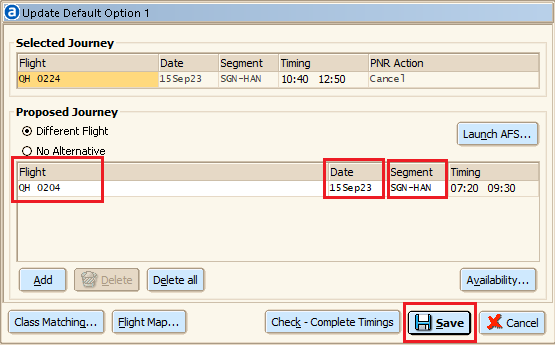 a Update Default Option 1
Selected Journey
Flight Date Segment Timing PNR Action
QH 0224 15Sep23 SGN-HAN 10:40 12:50 Cancel
Proposed Journey
Different Flight
Launch AFS...
No Alternative
Flight Date Segment Timing
QH 0204 15Sep23 SGN-HAN 07:20 09:30
Add Delete Delete all Availability...
Class Matching... Flight Map... Check - Complete Timings Save Cancel